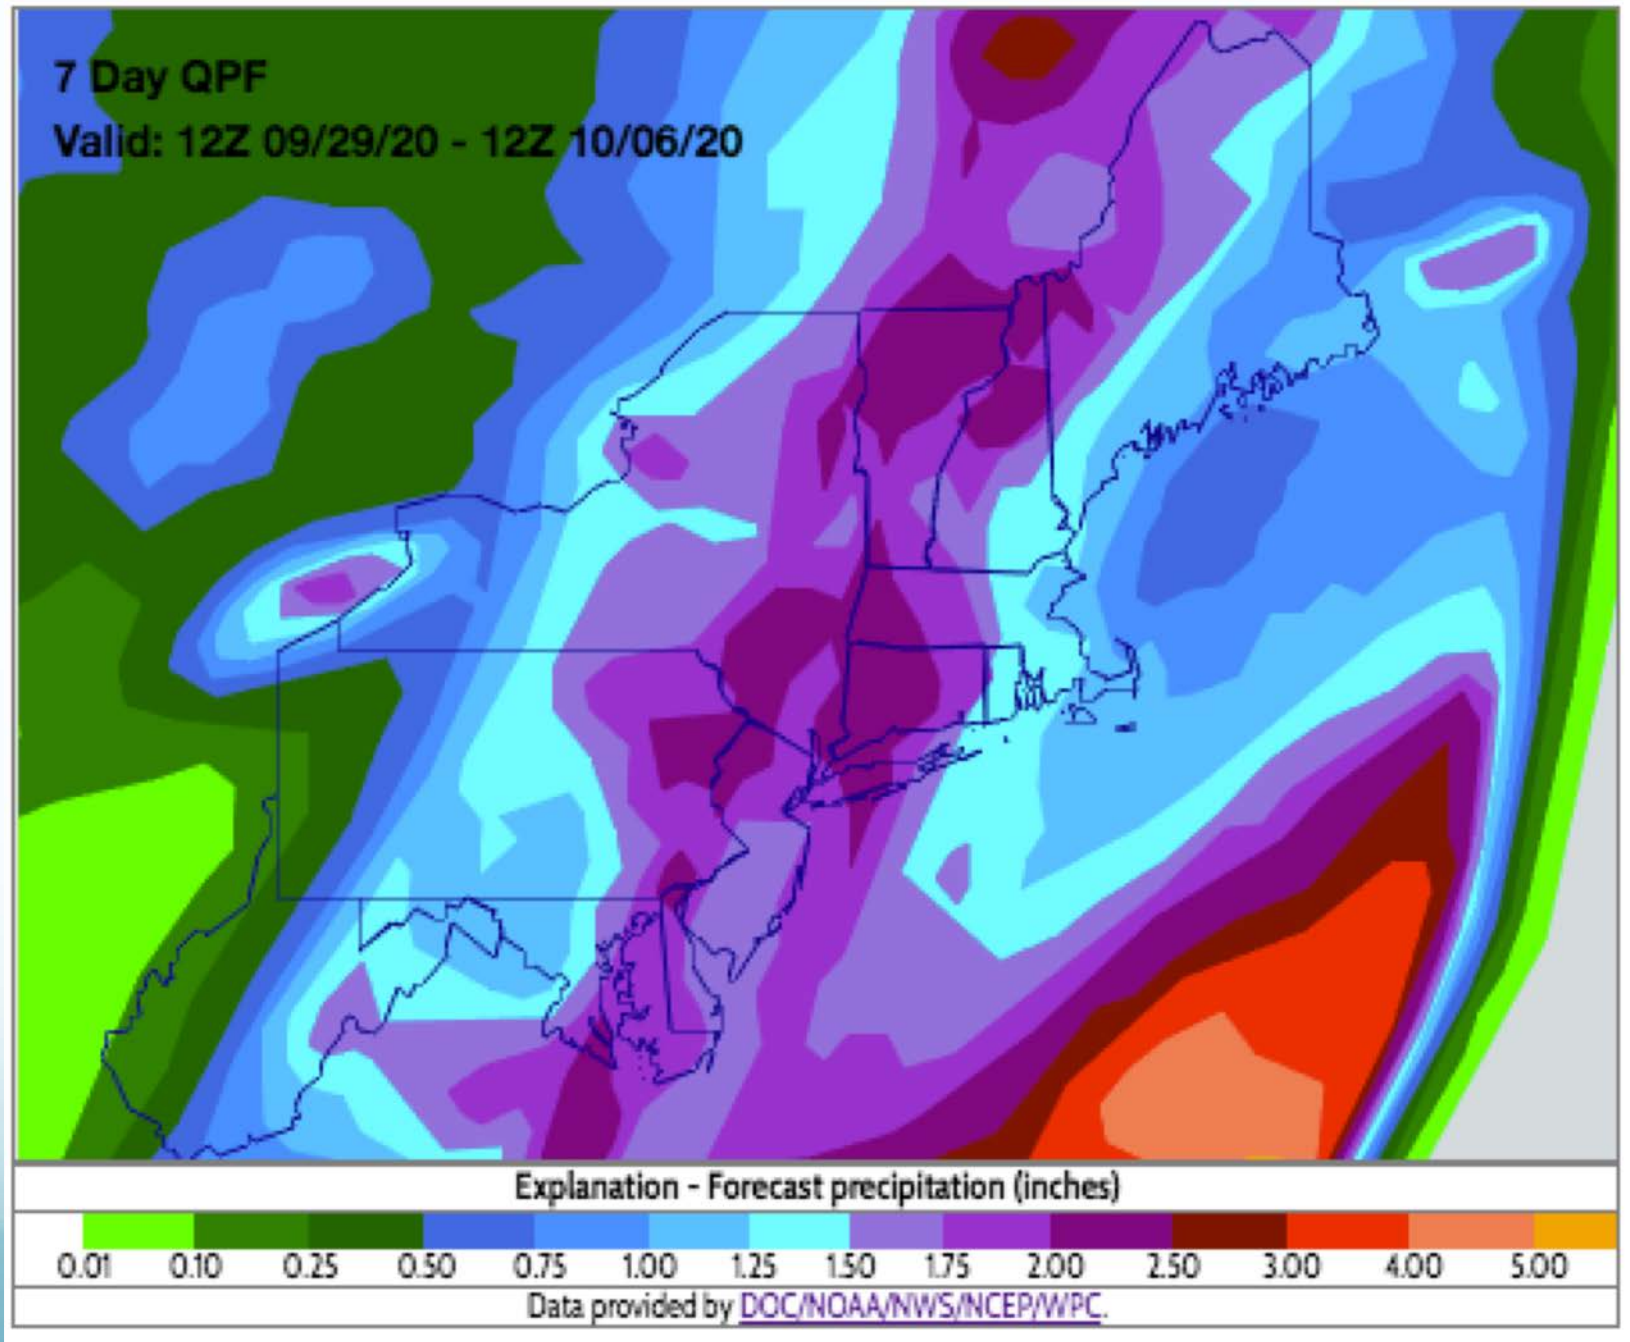 7 Day QPF
Valid: 12Z 09/29/20 - 12Z 10/06/20
Explanation - Forecast precipitation (inches)
0.01 0.10 0.25 0.50 0.75 1.00 1.25 1.50 1.75 2.00 2.50 3.00 4.00 5.00
Data provided by DOC/NOAA/NWS/NCEP/WPC.